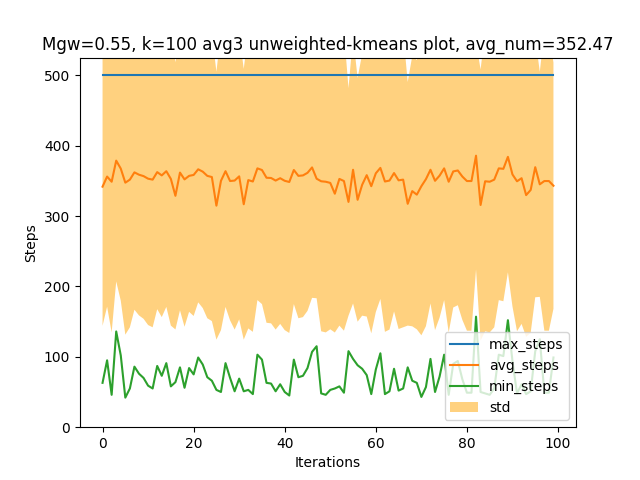 Mgw=0.55, k=100 avg3 unweighted-kmeans plot, avg_num=352.47
500
400
300
200
100
0
Steps
max_steps
avg_steps
min_steps
std
0 20 40 60 80 100
Iterations